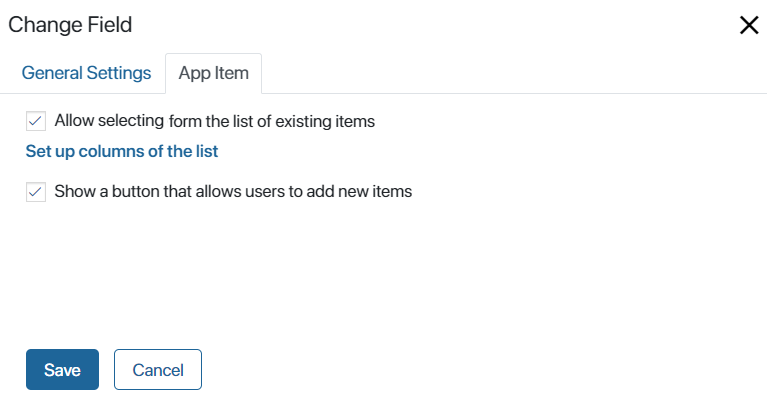 Change Field
General Settings App Item
Allow selecting form the list of existing items
Set up columns of the list
Show a button that allows users to add new items
Save Cancel